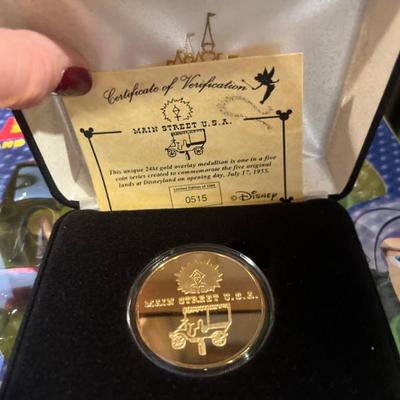 Certificate of Verification
MAIN STREET U.S.A.
This unique 24kt gold overlay medallion is one in a five
coin series created to commemorate the five original
lands at Disneyland on opening day, July 17, 1955.
0515
© Disney
MAIN STREET U.S.A.